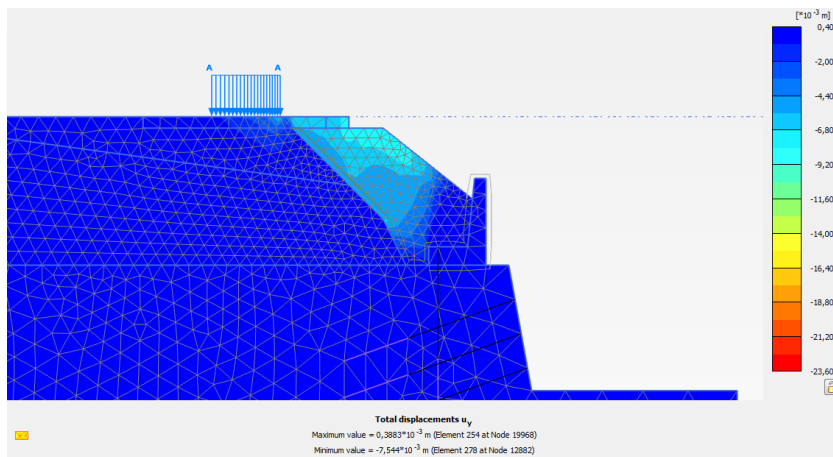 [*10⁻³ m]
0,40
A A
-2,00
-4,40
-6,80
-9,20
-11,60
-14,00
-16,40
-18,80
-21,20
-23,60
Total displacements uᵧ
Maximum value = 0,3883*10⁻³ m (Element 254 at Node 19968)
Minimum value = -7,544*10⁻³ m (Element 278 at Node 12882)